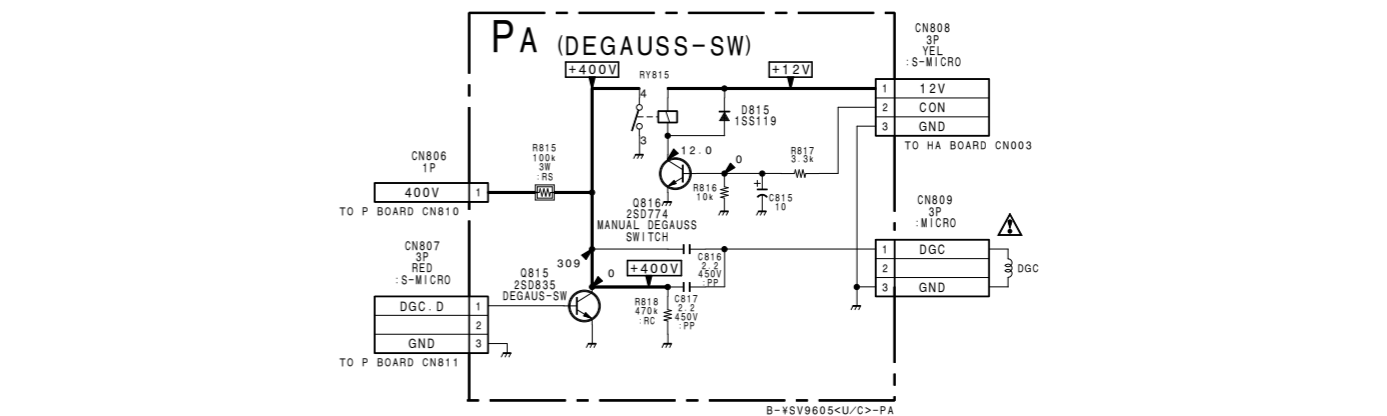 PA (DEGAUSS-SW)
CN808
3P
YEL
:S-MICRO
+400V
+12V
RY815
4
3
D815
1SS119
1 12V
2 CON
3 GND
TO HA BOARD CN003
CN806
1P
400V 1
TO P BOARD CN810
R815
100k
3W
:RS
12.0
0
R817
3.3k
R816
10k
+
C815
10
Q816
2SD774
MANUAL DEGAUSS
SWITCH
CN809
3P
:MICRO
1 DGC
2
3 GND
DGC
CN807
3P
RED
:S-MICRO
DGC.D 1
2
GND 3
TO P BOARD CN811
309
0
+400V
Q815
2SD835
DEGAUS-SW
C816
2.2
450V
:PP
R818
470k
:RC
C817
2.2
450V
:PP
B-¥SV9605<U/C>-PA